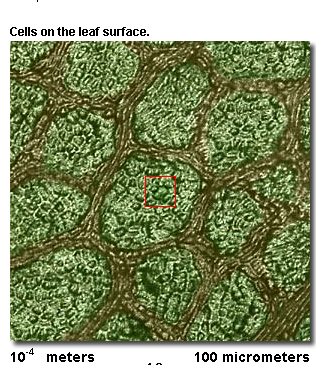 Cells on the leaf surface.
10-4 meters 100 micrometers